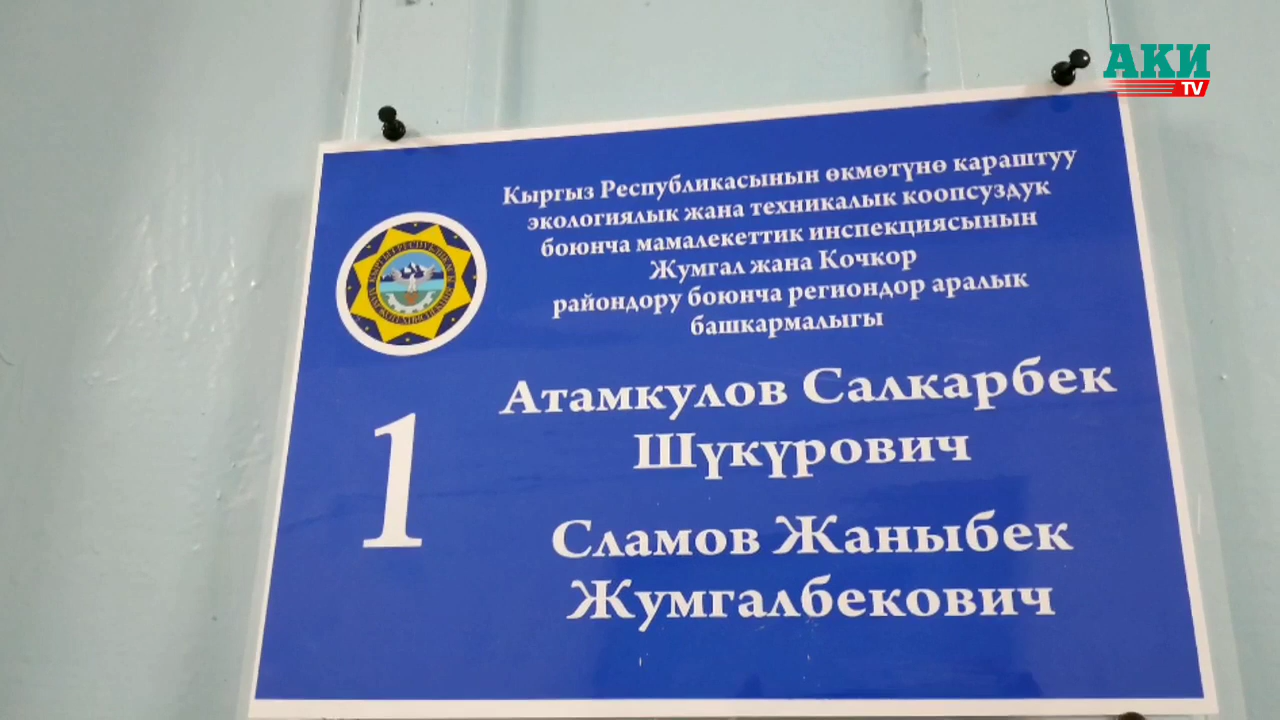 АКИ
TV
Кыргыз Республикасынын өкмөтүнө караштуу
экологиялык жана техникалык коопсуздук
боюнча мамалекеттик инспекциясынын
Жумгал жана Кочкор
райондору боюнча региондор аралык
башкармалыгы
1
Атамкулов Салкарбек
Шүкүрович
Сламов Жаныбек
Жумгалбекович